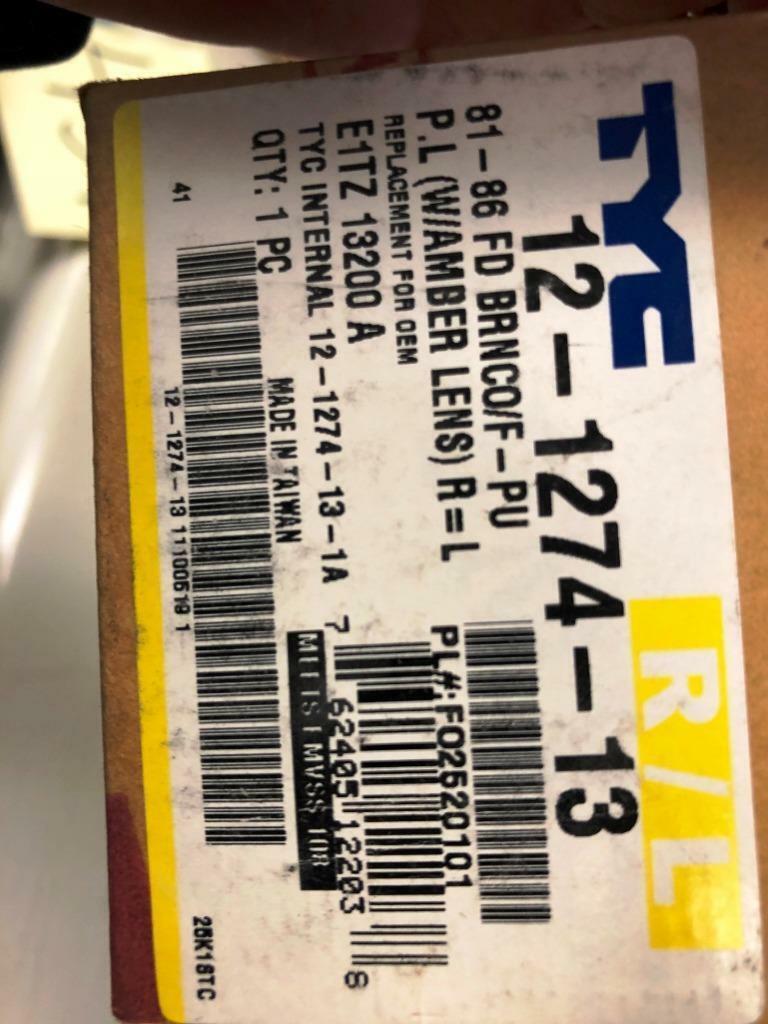 TYC
R/L
12-1274-13
81-86 FD BRNCO/F-PU
P.L (W/AMBER LENS) R=L
REPLACEMENT FOR OEM
PL#:FO2520101
E1TZ 13200 A
TYC INTERNAL 12-1274-13-1A
7 62405 12203 8
QTY: 1 PC
MADE IN TAIWAN
MEETS FMVSS 108
12-1274-13 11100519 1
41
2BK18TC